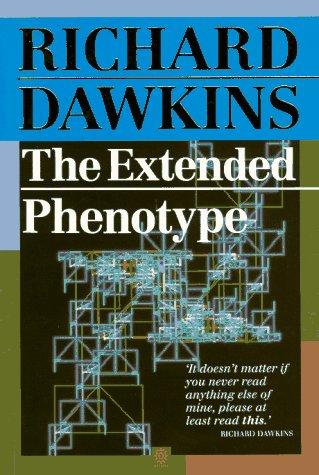 RICHARD
DAWKINS
The Extended
Phenotype
'It doesn't matter if
you never read
anything else of
mine, please at
least read this.'
RICHARD DAWKINS